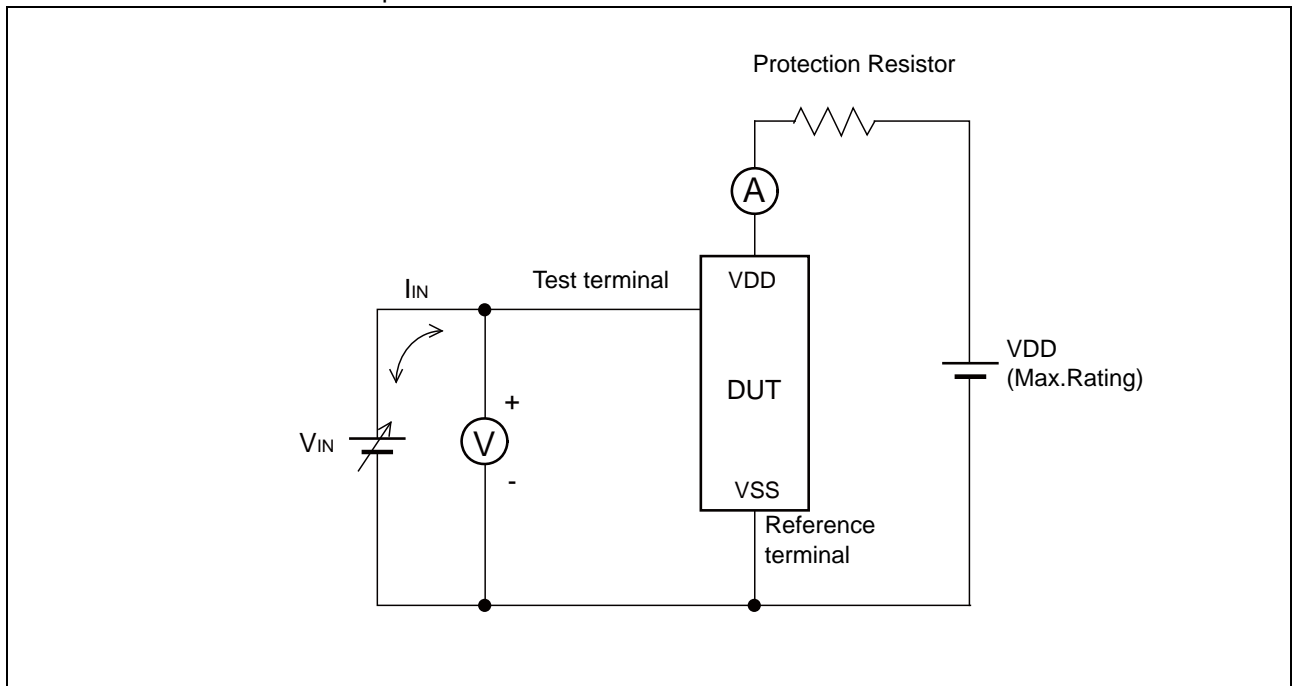 Protection Resistor
A
Test terminal
VDD
IIN
VDD
(Max.Rating)
DUT
+
VIN
V
-
VSS
Reference
terminal